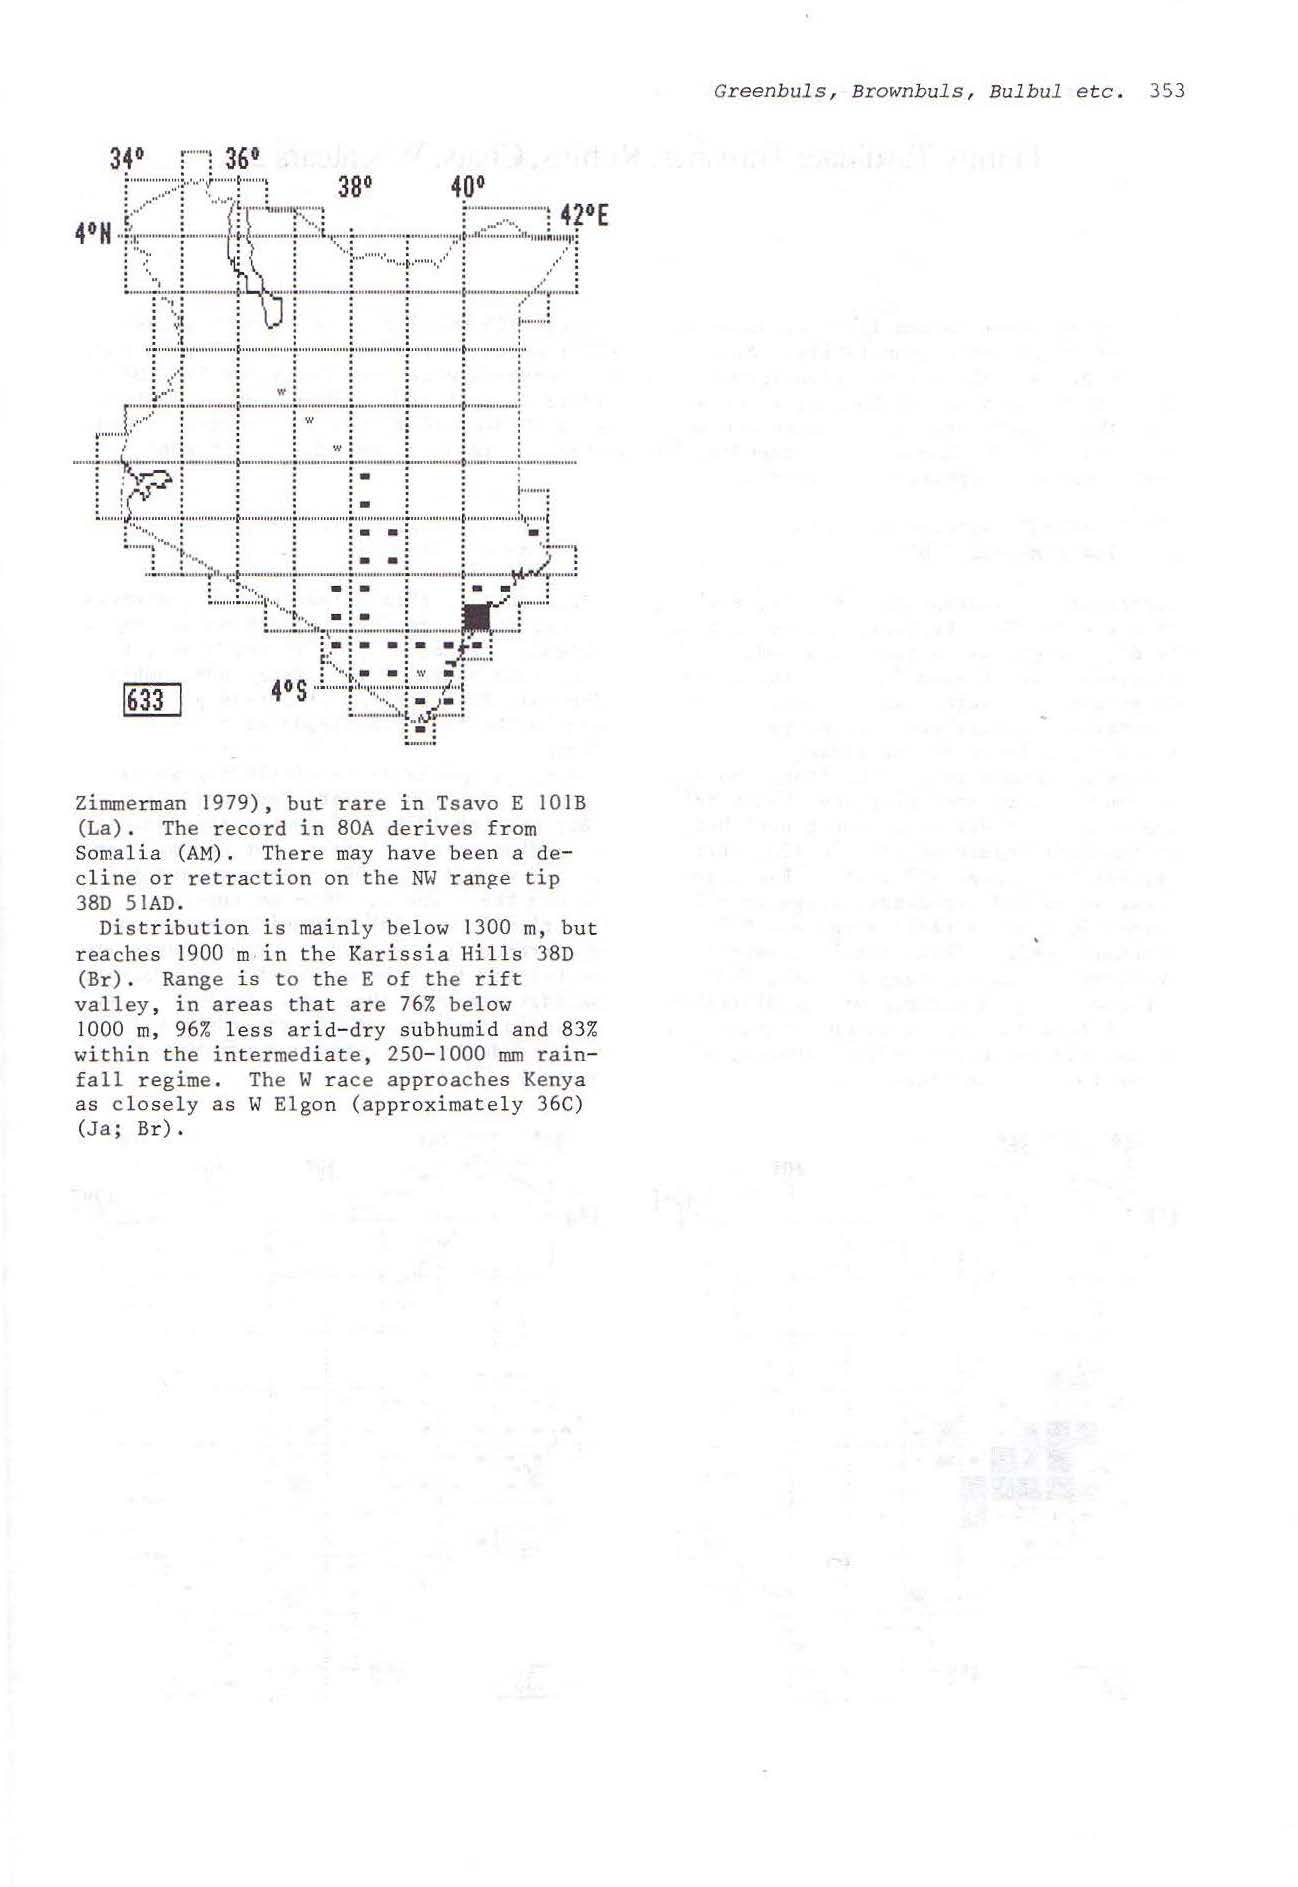 Greenbuls, Brownbuls, Bulbul etc. 353
34° 36°
38° 40°
42°E
4°N
w
w
w
w
4°S
633
Zimmerman 1979), but rare in Tsavo E 101B
(La). The record in 80A derives from
Somalia (AM). There may have been a de-
cline or retraction on the NW range tip
38D 51AD.
Distribution is mainly below 1300 m, but
reaches 1900 m in the Karissia Hills 38D
(Br). Range is to the E of the rift
valley, in areas that are 76% below
1000 m, 96% less arid-dry subhumid and 83%
within the intermediate, 250-1000 mm rain-
fall regime. The W race approaches Kenya
as closely as W Elgon (approximately 36C)
(Ja; Br).